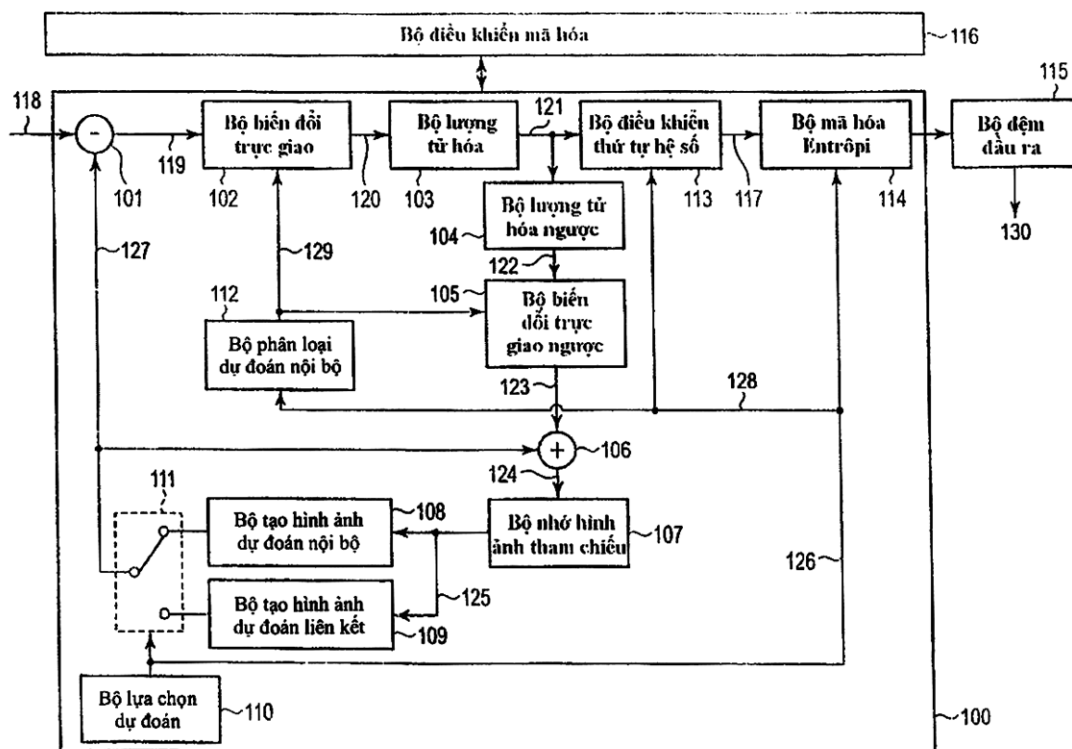 Bộ điều khiển mã hóa
116
115
118
121
Bộ biến đổi
trực giao
Bộ lượng
tử hóa
Bộ điều khiển
thứ tự hệ số
Bộ mã hóa
Entrôpi
Bộ đệm
đầu ra
101
119
102
120
103
113
117
114
127
129
104
Bộ lượng tử
hóa ngược
130
122
105
Bộ biến
đổi trực
giao ngược
112
Bộ phân loại
dự đoán nội bộ
123
128
106
124
111
108
Bộ tạo hình ảnh
dự đoán nội bộ
Bộ nhớ hình
ảnh tham chiếu
107
126
125
Bộ tạo hình ảnh
dự đoán liên kết
109
Bộ lựa chọn
dự đoán
110
100